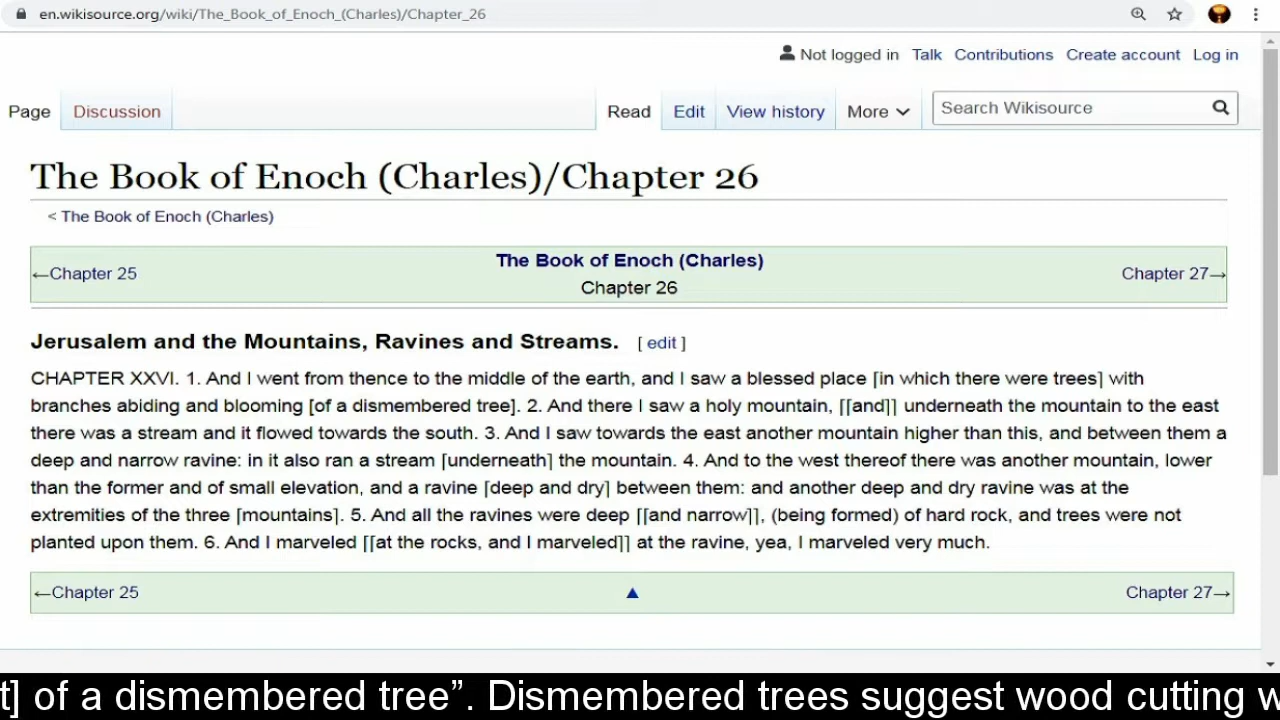 en.wikisource.org/wiki/The_Book_of_Enoch_(Charles)/Chapter_26
Not logged in Talk Contributions Create account Log in
Page Discussion Read Edit View history More Search Wikisource
The Book of Enoch (Charles)/Chapter 26
< The Book of Enoch (Charles)
←Chapter 25
The Book of Enoch (Charles)
Chapter 26
Chapter 27→
Jerusalem and the Mountains, Ravines and Streams. [ edit ]
CHAPTER XXVI. 1. And I went from thence to the middle of the earth, and I saw a blessed place [in which there were trees] with
branches abiding and blooming [of a dismembered tree]. 2. And there I saw a holy mountain, [[and]] underneath the mountain to the east
there was a stream and it flowed towards the south. 3. And I saw towards the east another mountain higher than this, and between them a
deep and narrow ravine: in it also ran a stream [underneath] the mountain. 4. And to the west thereof there was another mountain, lower
than the former and of small elevation, and a ravine [deep and dry] between them: and another deep and dry ravine was at the
extremities of the three [mountains]. 5. And all the ravines were deep [[and narrow]], (being formed) of hard rock, and trees were not
planted upon them. 6. And I marveled [[at the rocks, and I marveled]] at the ravine, yea, I marveled very much.
←Chapter 25 ▲ Chapter 27→
t] of a dismembered tree”. Dismembered trees suggest wood cutting w